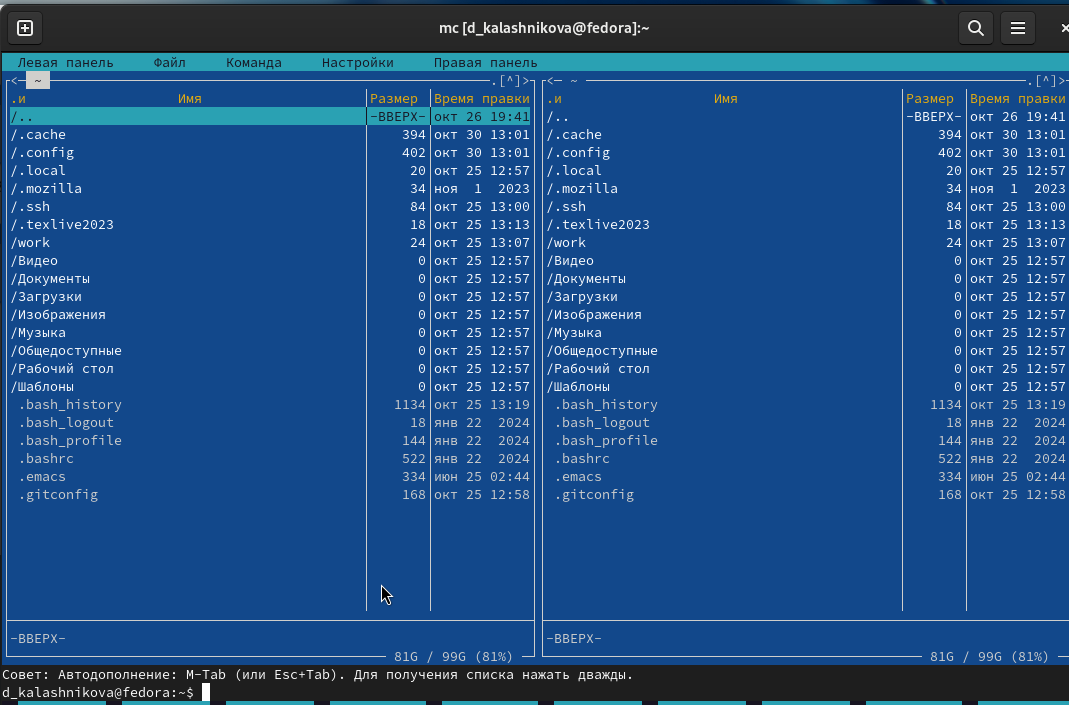 mc [d_kalashnikova@fedora]:~
Левая панель Файл Команда Настройки Правая панель
<─ ~ .[^]> <─ ~ .[^]>
.и Имя Размер Время правки .и Имя Размер Время правки
/.. -ВВЕРХ- окт 26 19:41 /.. -ВВЕРХ- окт 26 19:41
/.cache 394 окт 30 13:01 /.cache 394 окт 30 13:01
/.config 402 окт 30 13:01 /.config 402 окт 30 13:01
/.local 20 окт 25 12:57 /.local 20 окт 25 12:57
/.mozilla 34 ноя 1 2023 /.mozilla 34 ноя 1 2023
/.ssh 84 окт 25 13:00 /.ssh 84 окт 25 13:00
/.texlive2023 18 окт 25 13:13 /.texlive2023 18 окт 25 13:13
/work 24 окт 25 13:07 /work 24 окт 25 13:07
/Видео 0 окт 25 12:57 /Видео 0 окт 25 12:57
/Документы 0 окт 25 12:57 /Документы 0 окт 25 12:57
/Загрузки 0 окт 25 12:57 /Загрузки 0 окт 25 12:57
/Изображения 0 окт 25 12:57 /Изображения 0 окт 25 12:57
/Музыка 0 окт 25 12:57 /Музыка 0 окт 25 12:57
/Общедоступные 0 окт 25 12:57 /Общедоступные 0 окт 25 12:57
/Рабочий стол 0 окт 25 12:57 /Рабочий стол 0 окт 25 12:57
/Шаблоны 0 окт 25 12:57 /Шаблоны 0 окт 25 12:57
.bash_history 1134 окт 25 13:19 .bash_history 1134 окт 25 13:19
.bash_logout 18 янв 22 2024 .bash_logout 18 янв 22 2024
.bash_profile 144 янв 22 2024 .bash_profile 144 янв 22 2024
.bashrc 522 янв 22 2024 .bashrc 522 янв 22 2024
.emacs 334 июн 25 02:44 .emacs 334 июн 25 02:44
.gitconfig 168 окт 25 12:58 .gitconfig 168 окт 25 12:58
-ВВЕРХ- -ВВЕРХ-
81G / 99G (81%) 81G / 99G (81%)
Совет: Автодополнение: M-Tab (или Esc+Tab). Для получения списка нажать дважды.
d_kalashnikova@fedora:~$